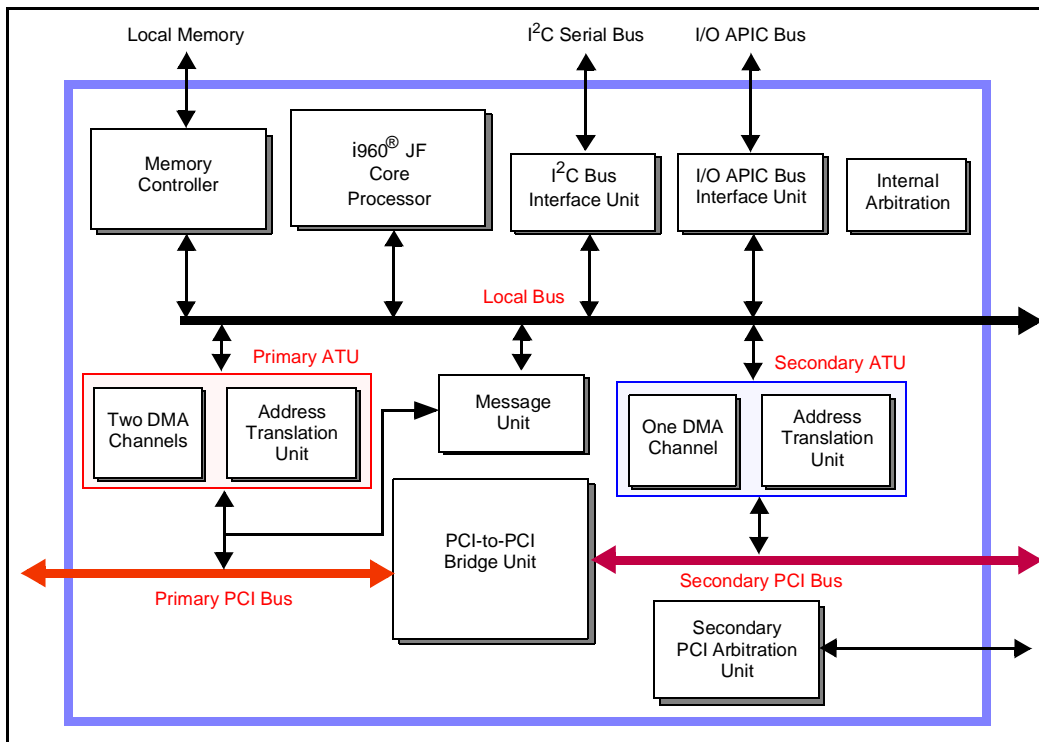 Local Memory
I²C Serial Bus
I/O APIC Bus
Memory
Controller
i960® JF
Core
Processor
I²C Bus
Interface Unit
I/O APIC Bus
Interface Unit
Internal
Arbitration
Local Bus
Primary ATU
Secondary ATU
Two DMA
Channels
Address
Translation
Unit
Message
Unit
One DMA
Channel
Address
Translation
Unit
PCI-to-PCI
Bridge Unit
Primary PCI Bus
Secondary PCI Bus
Secondary
PCI Arbitration
Unit